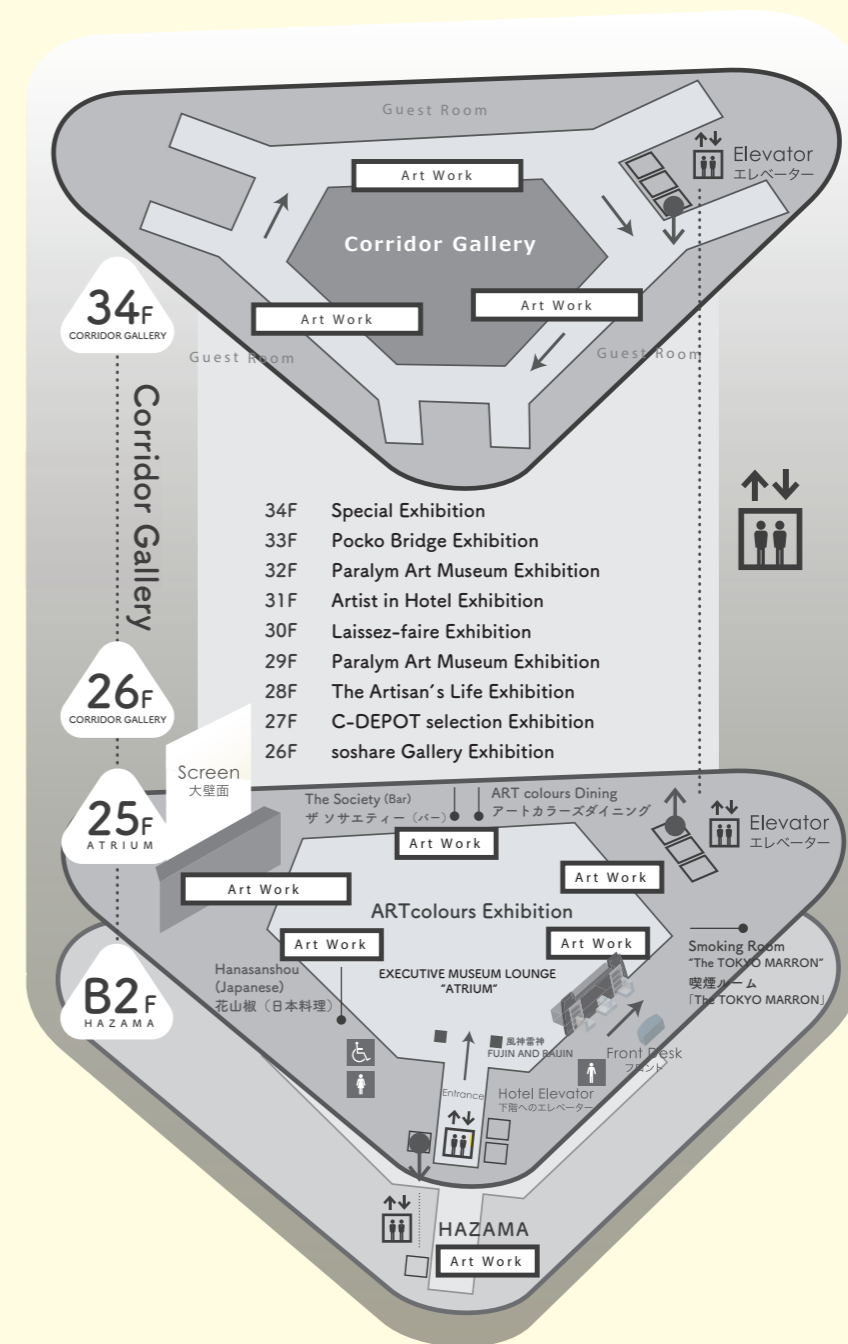 Guest Room
Elevator
エレベーター
Art Work
Corridor Gallery
Art Work
Art Work
Guest Room
Guest Room
34F
CORRIDOR GALLERY
Corridor Gallery
34F Special Exhibition
33F Pocko Bridge Exhibition
32F Paralym Art Museum Exhibition
31F Artist in Hotel Exhibition
30F Laissez-faire Exhibition
29F Paralym Art Museum Exhibition
28F The Artisan´s Life Exhibition
27F C-DEPOT selection Exhibition
26F soshare Gallery Exhibition
26F
CORRIDOR GALLERY
Screen
大壁面
25F
ATRIUM
The Society (Bar)
ザ ソサエティー（バー）
ART colours Dining
アートカラーズダイニング
Elevator
エレベーター
Art Work
Art Work
Art Work
ARTcolours Exhibition
Art Work
Art Work
EXECUTIVE MUSEUM LOUNGE
"ATRIUM"
Smoking Room
"The TOKYO MARRON"
喫煙ルーム
「The TOKYO MARRON」
Hanasanshou
(Japanese)
花山椒（日本料理）
B2F
HAZAMA
風神雷神
FUJIN AND RAIJIN
Front Desk
フロント
Entrance
Hotel Elevator
下階へのエレベーター
HAZAMA
Art Work